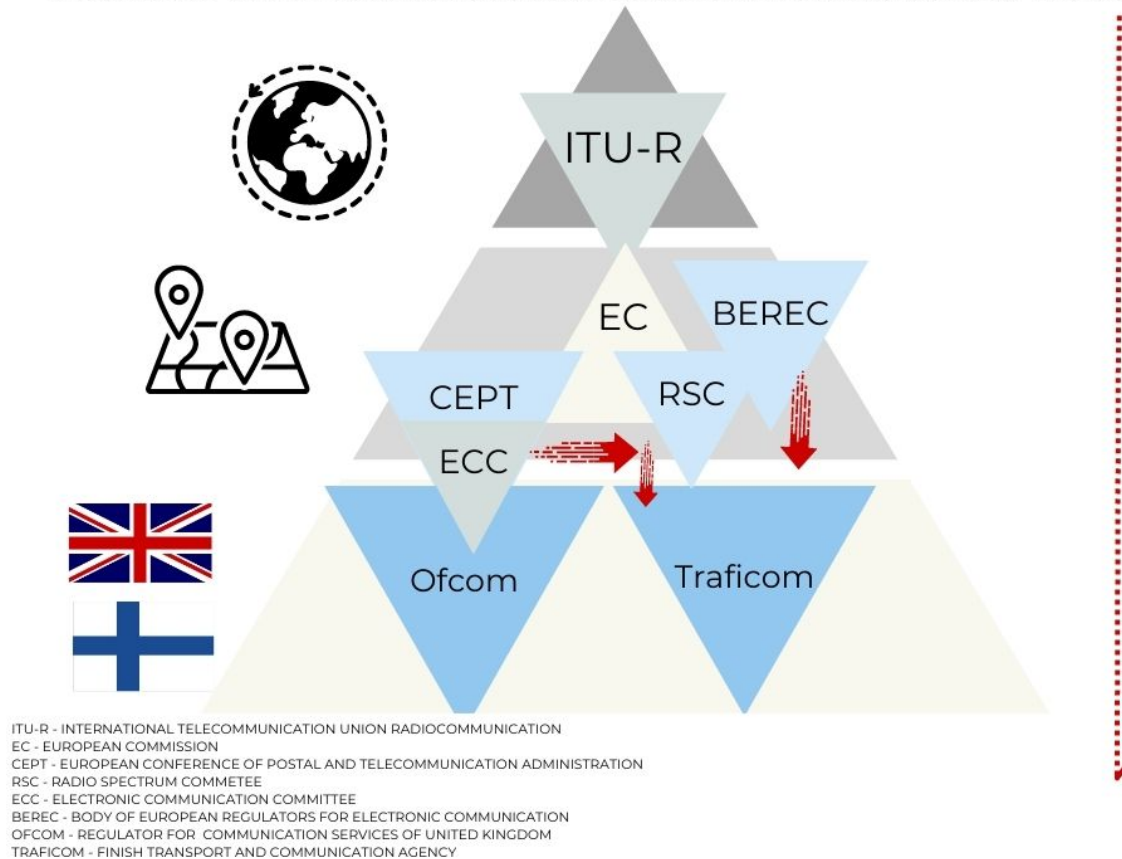 ITU-R
EC
BEREC
CEPT
RSC
ECC
Ofcom
Traficom
ITU-R - INTERNATIONAL TELECOMMUNICATION UNION RADIOCOMMUNICATION
EC - EUROPEAN COMMISSION
CEPT - EUROPEAN CONFERENCE OF POSTAL AND TELECOMMUNICATION ADMINISTRATION
RSC - RADIO SPECTRUM COMMETEE
ECC - ELECTRONIC COMMUNICATION COMMITTEE
BEREC - BODY OF EUROPEAN REGULATORS FOR ELECTRONIC COMMUNICATION
OFCOM - REGULATOR FOR COMMUNICATION SERVICES OF UNITED KINGDOM
TRAFICOM - FINISH TRANSPORT AND COMMUNICATION AGENCY